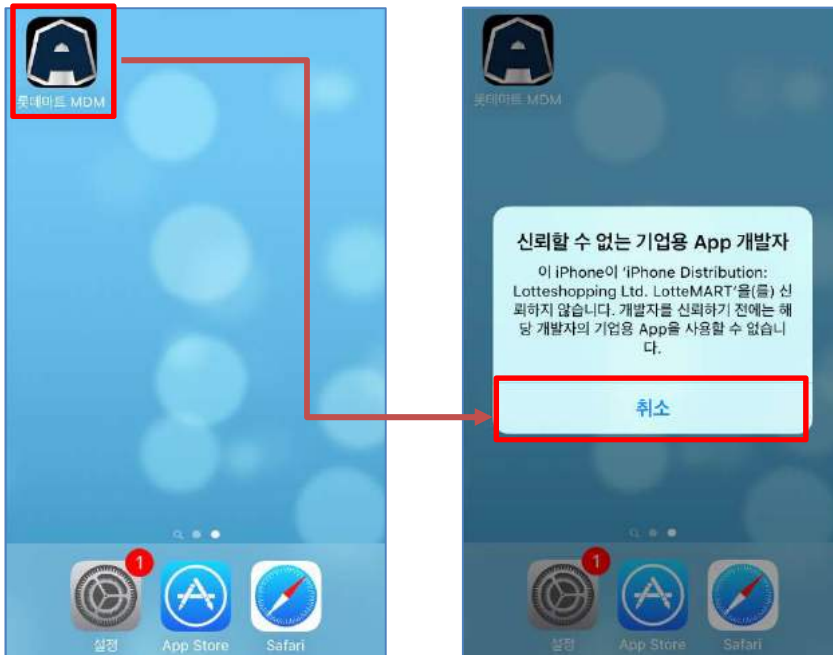 롯데마트 MDM
1
설정 App Store Safari
롯데마트 MDM
신뢰할 수 없는 기업용 App 개발자
이 iPhone이 'iPhone Distribution:
Lotteshopping Ltd. LotteMART'을(를) 신
뢰하지 않습니다. 개발자를 신뢰하기 전에는 해
당 개발자의 기업용 App을 사용할 수 없습니
다.
취소
1
설정 App Store Safari